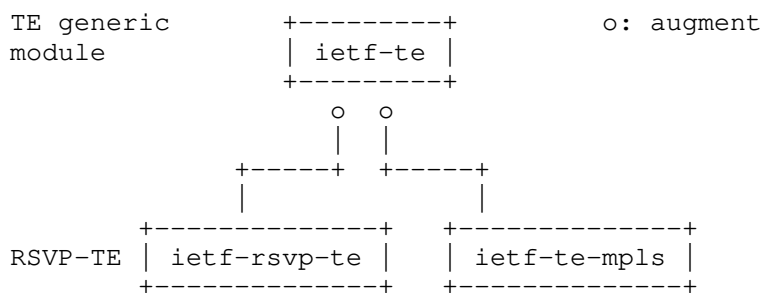 TE generic +---------+ o: augment
module | ietf-te |
+---------+
o o
| |
+-----+ +-----+
| |
+--------------+ +--------------+
RSVP-TE | ietf-rsvp-te | | ietf-te-mpls |
+--------------+ +--------------+